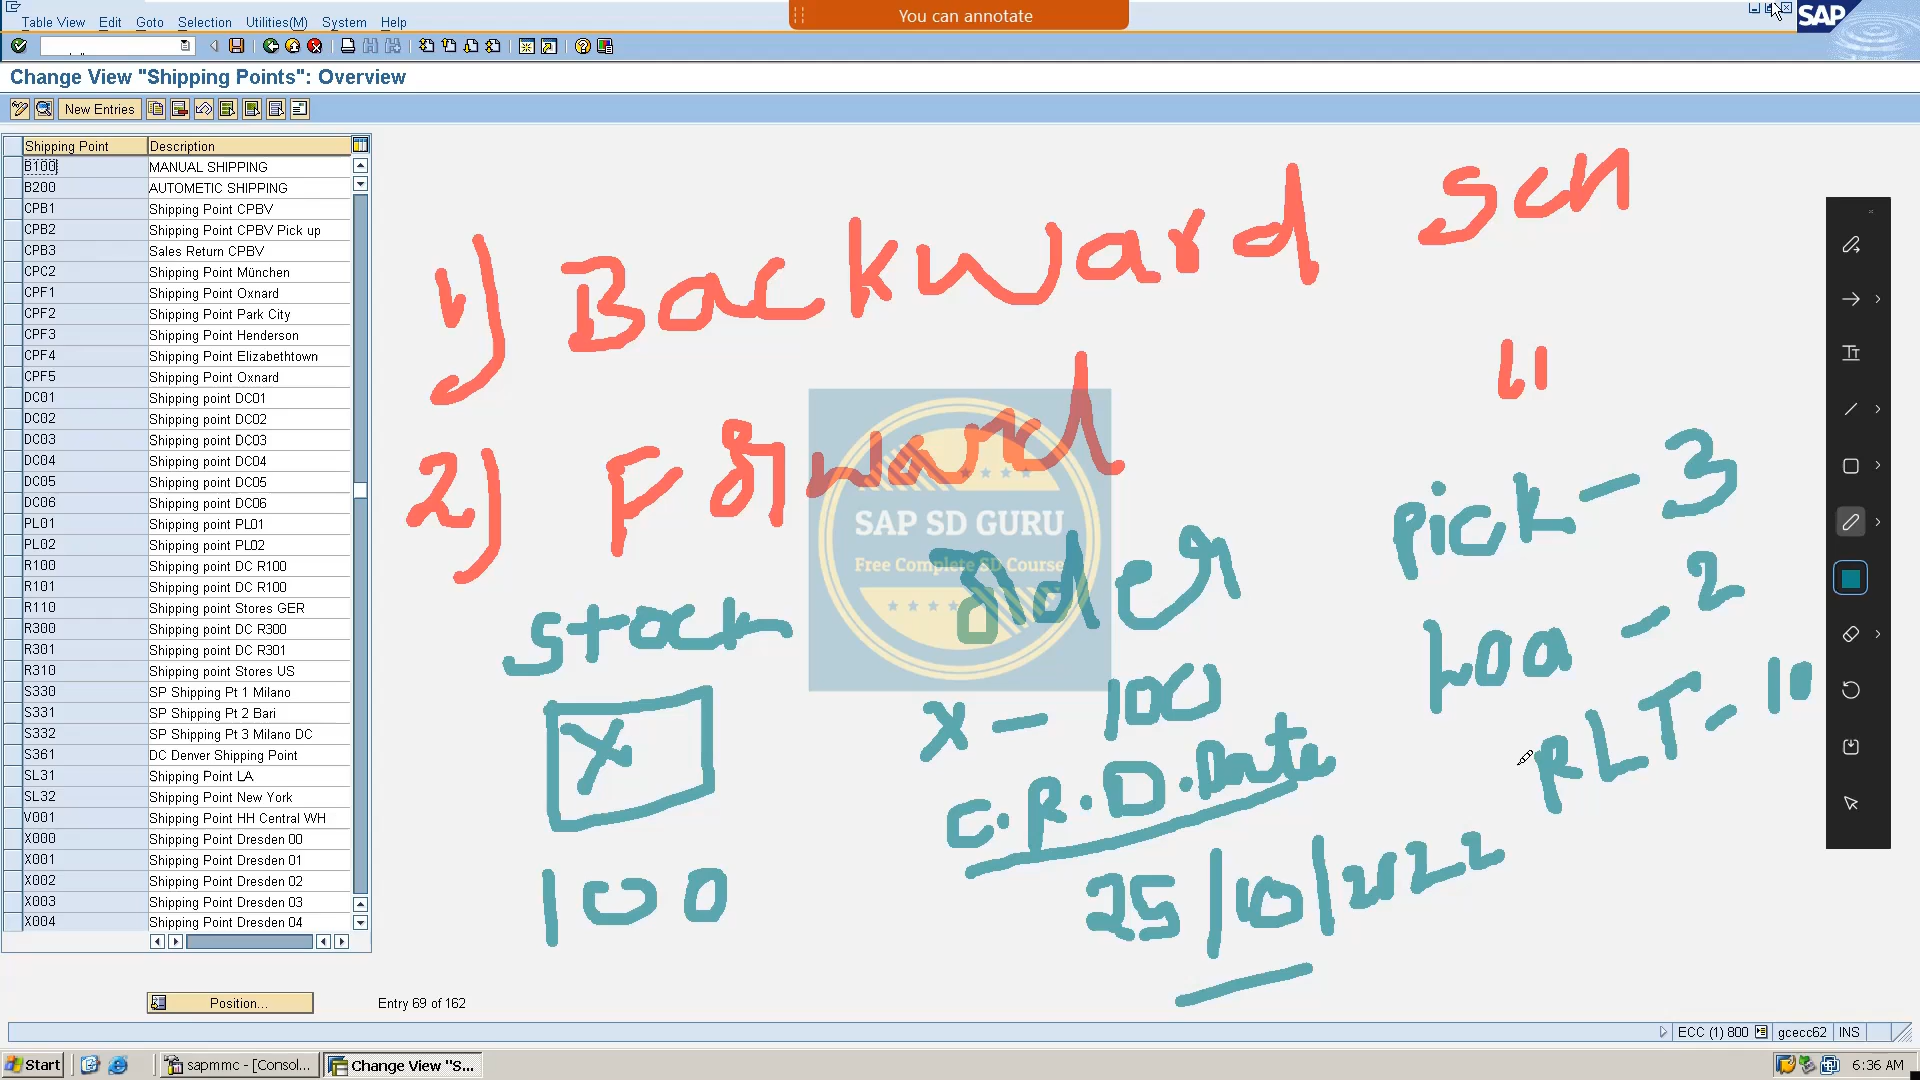 Table View Edit Goto Selection Utilities(M) System Help
You can annotate
SAP
Change View "Shipping Points": Overview
New Entries
Shipping Point Description
B100 MANUAL SHIPPING
B200 AUTOMETIC SHIPPING
CPB1 Shipping Point CPBV
CPB2 Shipping Point CPBV Pick up
CPB3 Sales Return CPBV
CPC2 Shipping Point München
CPF1 Shipping Point Oxnard
CPF2 Shipping Point Park City
CPF3 Shipping Point Henderson
CPF4 Shipping Point Elizabethtown
CPF5 Shipping Point Oxnard
DC01 Shipping point DC01
DC02 Shipping point DC02
DC03 Shipping point DC03
DC04 Shipping point DC04
DC05 Shipping point DC05
DC06 Shipping point DC06
PL01 Shipping point PL01
PL02 Shipping point PL02
R100 Shipping point DC R100
R101 Shipping point DC R100
R110 Shipping point Stores GER
R300 Shipping point DC R300
R301 Shipping point DC R301
R310 Shipping point Stores US
S330 SP Shipping Pt 1 Milano
S331 SP Shipping Pt 2 Bari
S332 SP Shipping Pt 3 Milano DC
S361 DC Denver Shipping Point
SL31 Shipping Point LA
SL32 Shipping Point New York
V001 Shipping Point HH Central WH
X000 Shipping Point Dresden 00
X001 Shipping Point Dresden 01
X002 Shipping Point Dresden 02
X003 Shipping Point Dresden 03
X004 Shipping Point Dresden 04
Position... Entry 69 of 162
1) Backward Sch
2) Forward "
SAP SD GURU
Free Complete SD Course
stock
X
100
order
X - 100
C.R.D.Date
25/10/2022
Pick - 3
Loa - 2
RLT - 10
ECC (1) 800 gcecc62 INS
Start sapmmc - [Consol... Change View "S... 6:36 AM